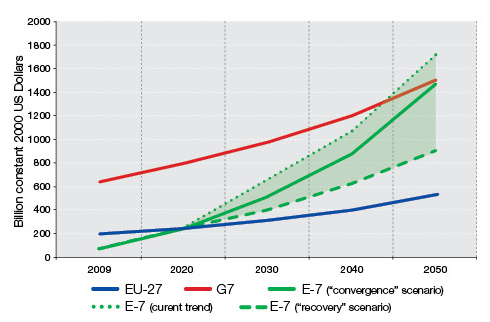 Billion constant 2000 US Dollars
2000
1800
1600
1400
1200
1000
800
600
400
200
0
2009 2020 2030 2040 2050
EU-27 G7 E-7 ("convergence" scenario)
E-7 (curent trend) E-7 ("recovery" scenario)